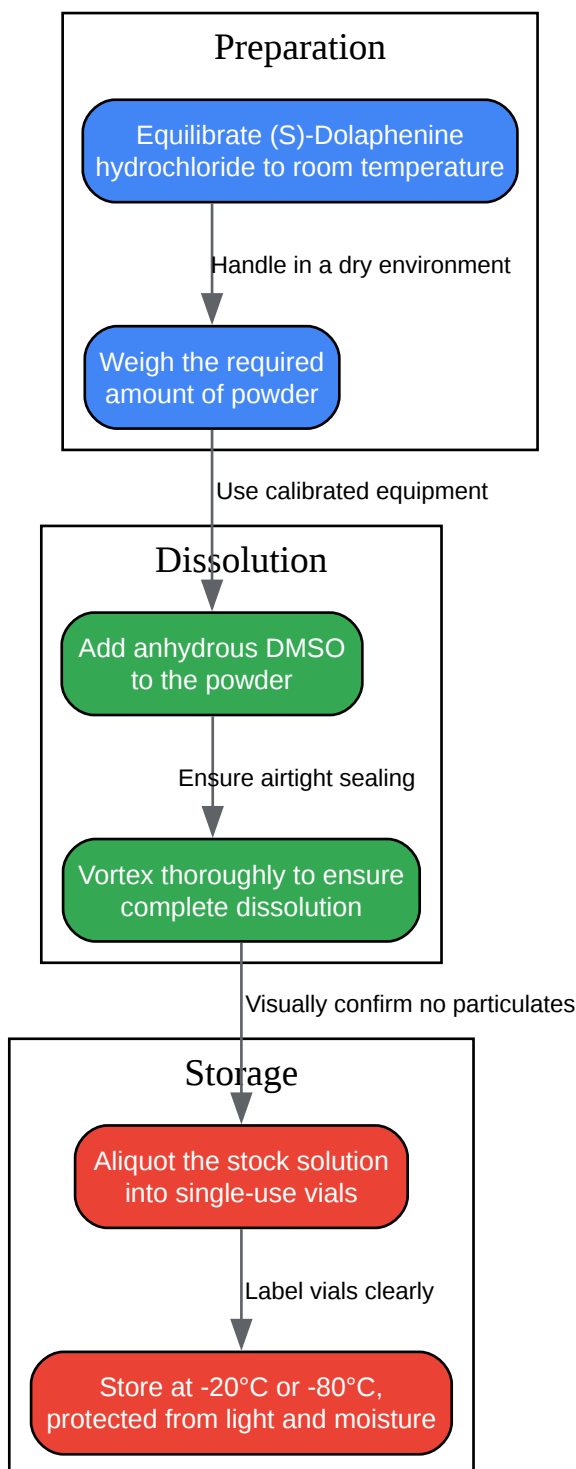 Preparation
Equilibrate (S)-Dolaphenine
hydrochloride to room temperature
Handle in a dry environment
Weigh the required
amount of powder
Use calibrated equipment
Dissolution
Add anhydrous DMSO
to the powder
Ensure airtight sealing
Vortex thoroughly to ensure
complete dissolution
Visually confirm no particulates
Storage
Aliquot the stock solution
into single-use vials
Label vials clearly
Store at -20°C or -80°C,
protected from light and moisture